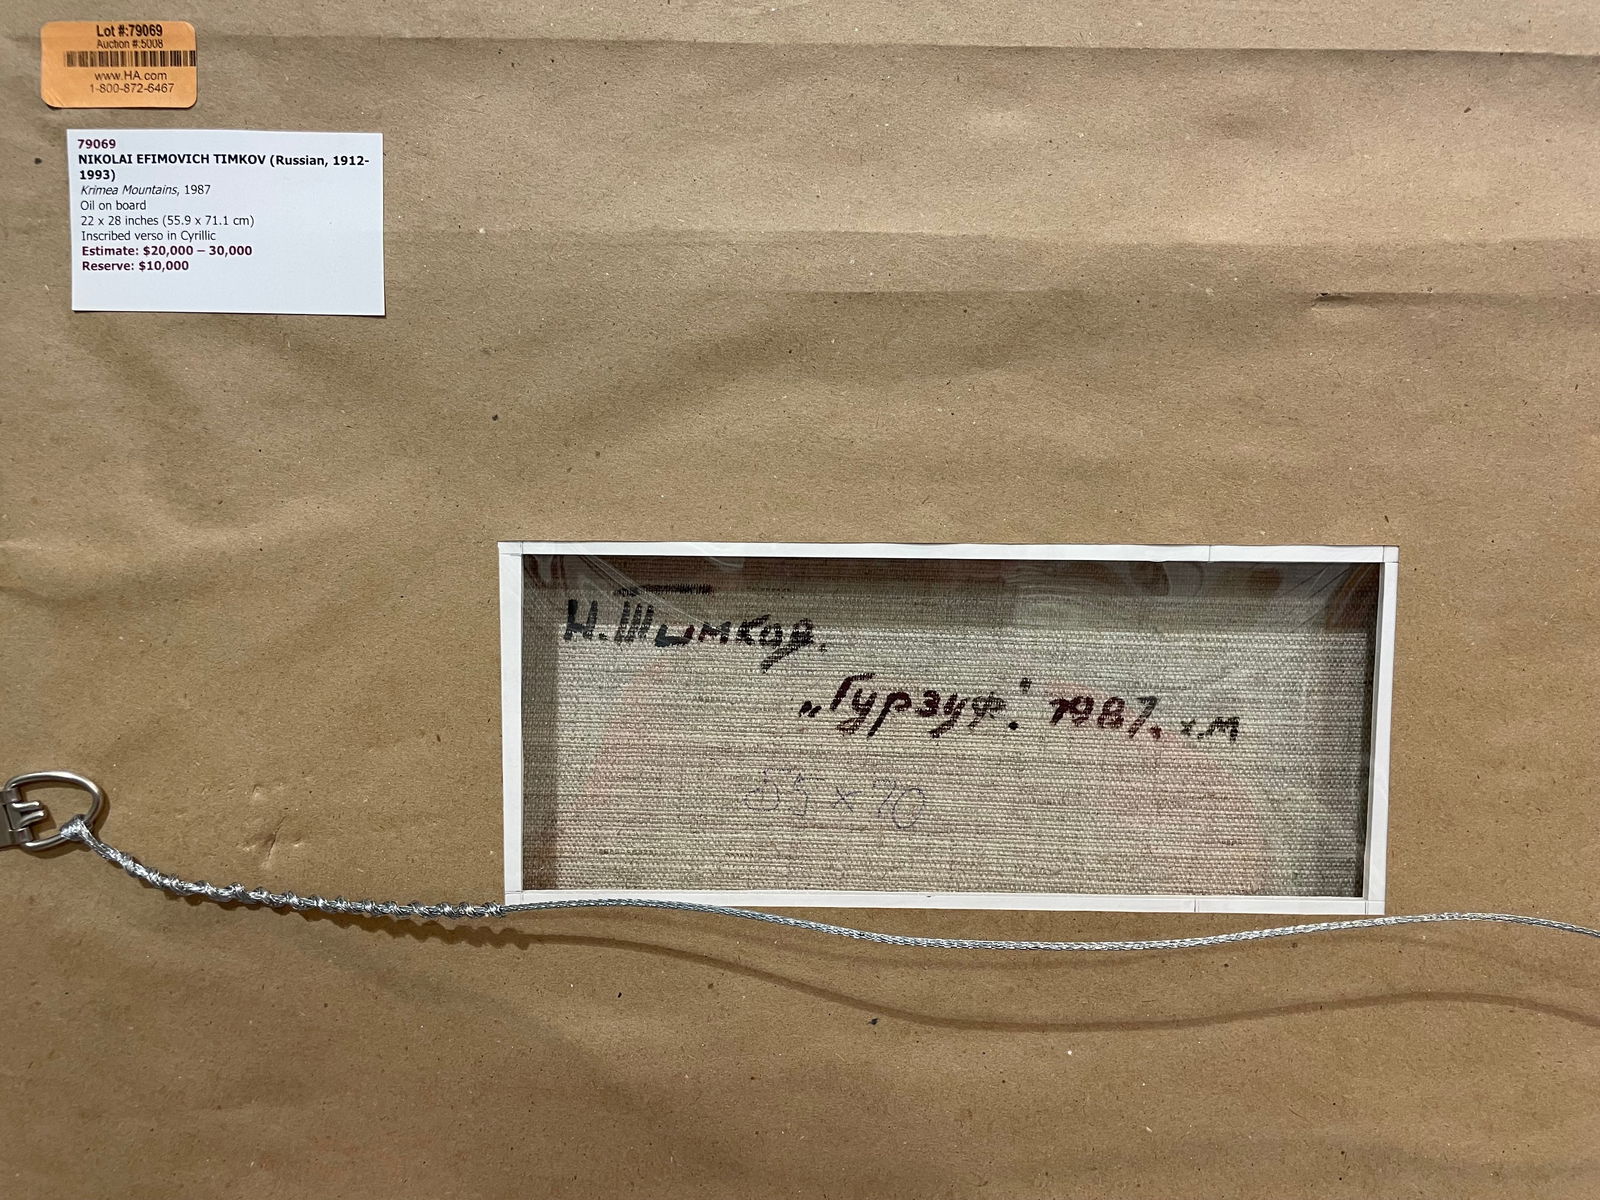 Lot #:79069
Auction #:5008
www.HA.com
1-800-872-6467
79069
NIKOLAI EFIMOVICH TIMKOV (Russian, 1912-
1993)
Krimea Mountains, 1987
Oil on board
22 x 28 inches (55.9 x 71.1 cm)
Inscribed verso in Cyrillic
Estimate: $20,000 – 30,000
Reserve: $10,000
Н. Тимков.
„Гурзуф." 1987. х.м
55 × 70